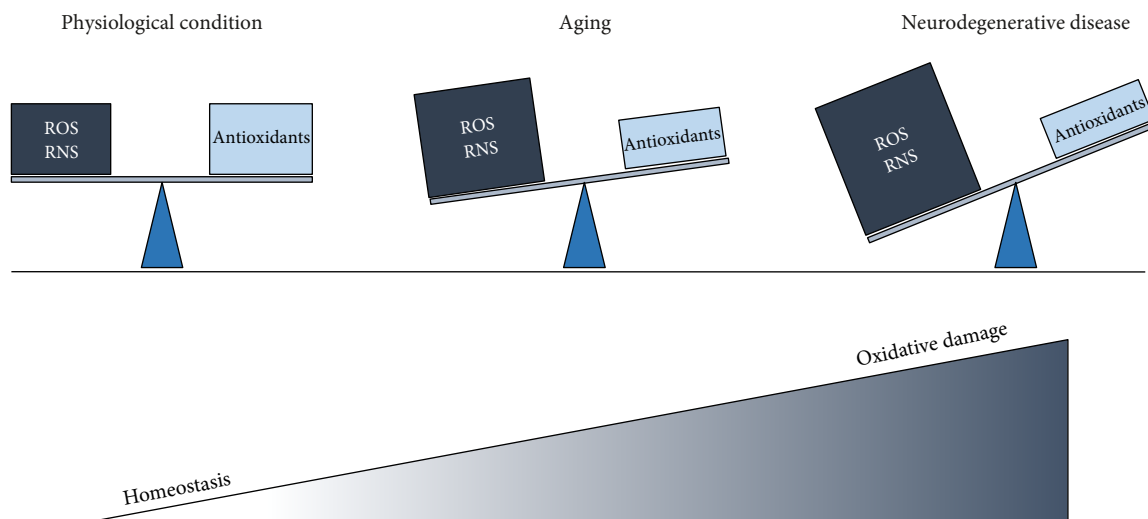 Physiological condition
Aging
Neurodegenerative disease
ROS
RNS
Antioxidants
ROS
RNS
Antioxidants
ROS
RNS
Antioxidants
Oxidative damage
Homeostasis